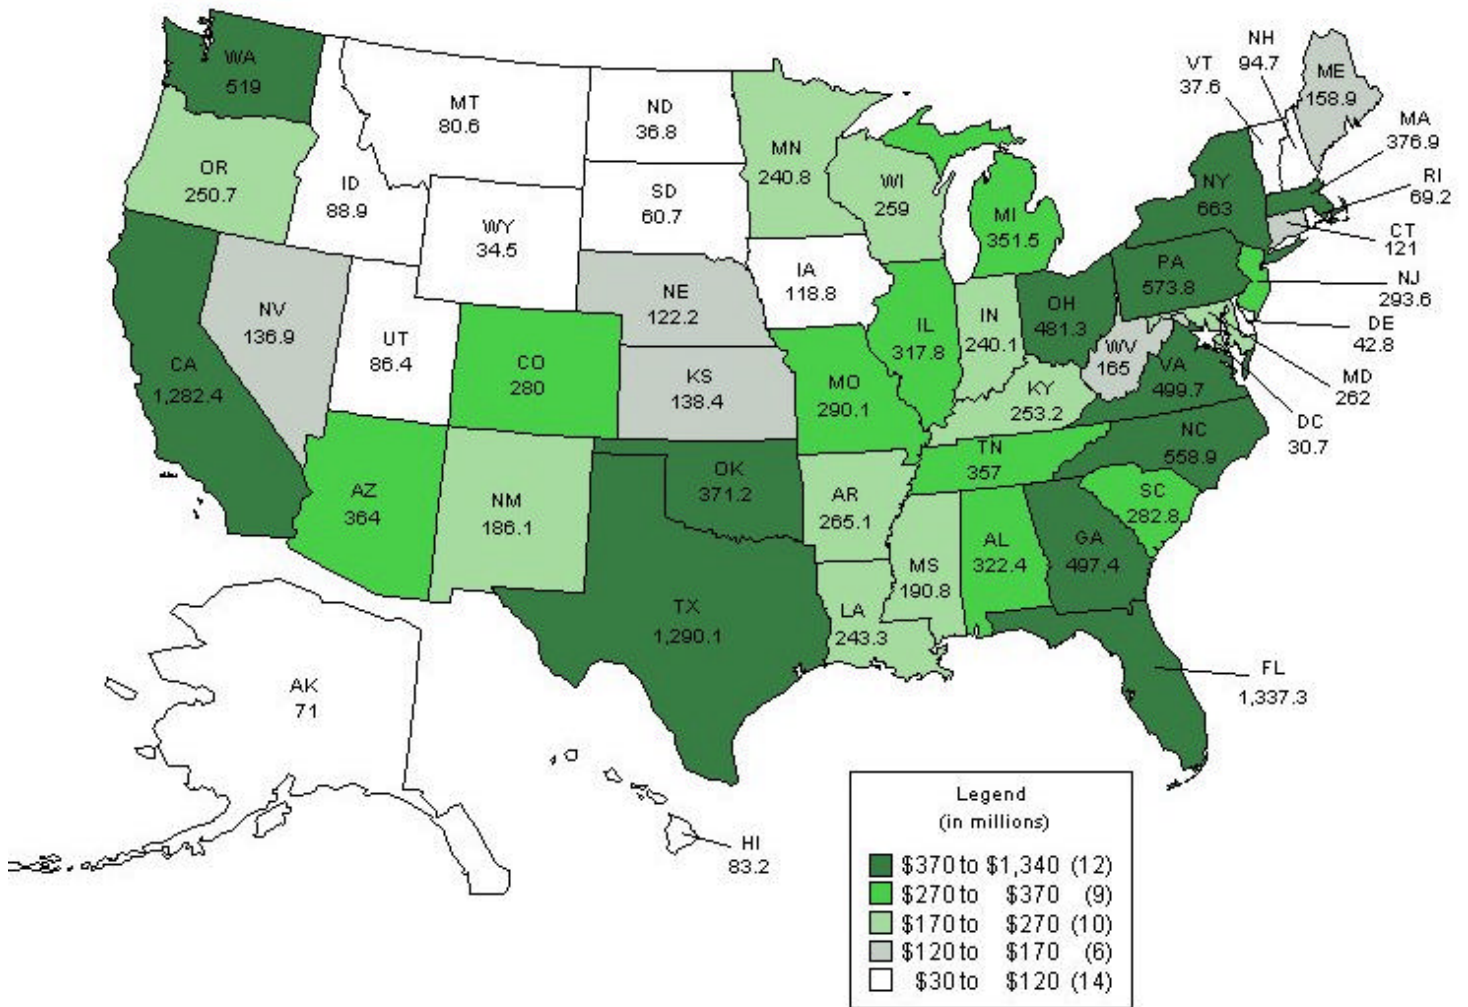 WA
519
MT
80.6
ND
36.8
MN
240.8
VT
37.6
NH
94.7
ME
158.9
MA
376.9
RI
69.2
CT
121
OR
250.7
ID
88.9
WY
34.5
SD
60.7
WI
259
MI
351.5
NY
663
PA
573.8
NJ
293.6
DE
42.8
MD
262
DC
30.7
NV
136.9
UT
86.4
CO
280
NE
122.2
IA
118.8
IL
317.8
IN
240.1
OH
481.3
WV
165
VA
499.7
CA
1,282.4
KS
138.4
MO
290.1
KY
253.2
NC
558.9
TN
357
SC
282.8
AZ
364
NM
186.1
OK
371.2
AR
265.1
MS
190.8
AL
322.4
GA
497.4
TX
1,290.1
LA
243.3
FL
1,337.3
AK
71
HI
83.2
Legend
(in millions)
$370 to $1,340 (12)
$270 to $370 (9)
$170 to $270 (10)
$120 to $170 (6)
$30 to $120 (14)